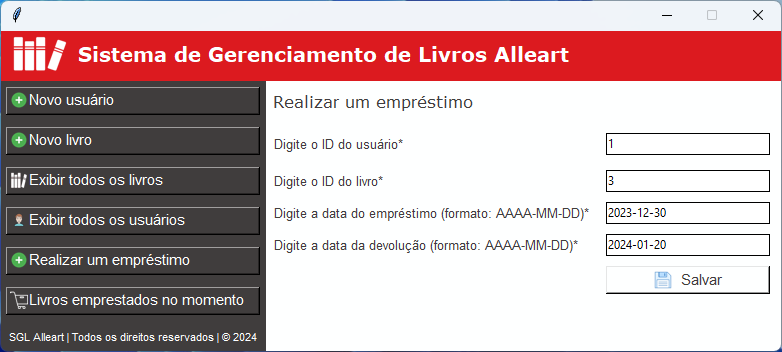 Sistema de Gerenciamento de Livros Alleart
Novo usuário
Novo livro
Exibir todos os livros
Exibir todos os usuários
Realizar um empréstimo
Livros emprestados no momento
SGL Alleart | Todos os direitos reservados | © 2024
Realizar um empréstimo
Digite o ID do usuário* 1
Digite o ID do livro* 3
Digite a data do empréstimo (formato: AAAA-MM-DD)* 2023-12-30
Digite a data da devolução (formato: AAAA-MM-DD)* 2024-01-20
Salvar